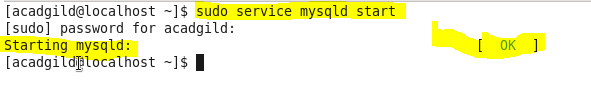 [acadgild@localhost ~]$ sudo service mysqld start
[sudo] password for acadgild:
Starting mysqld: [ OK ]
[acadgild@localhost ~]$